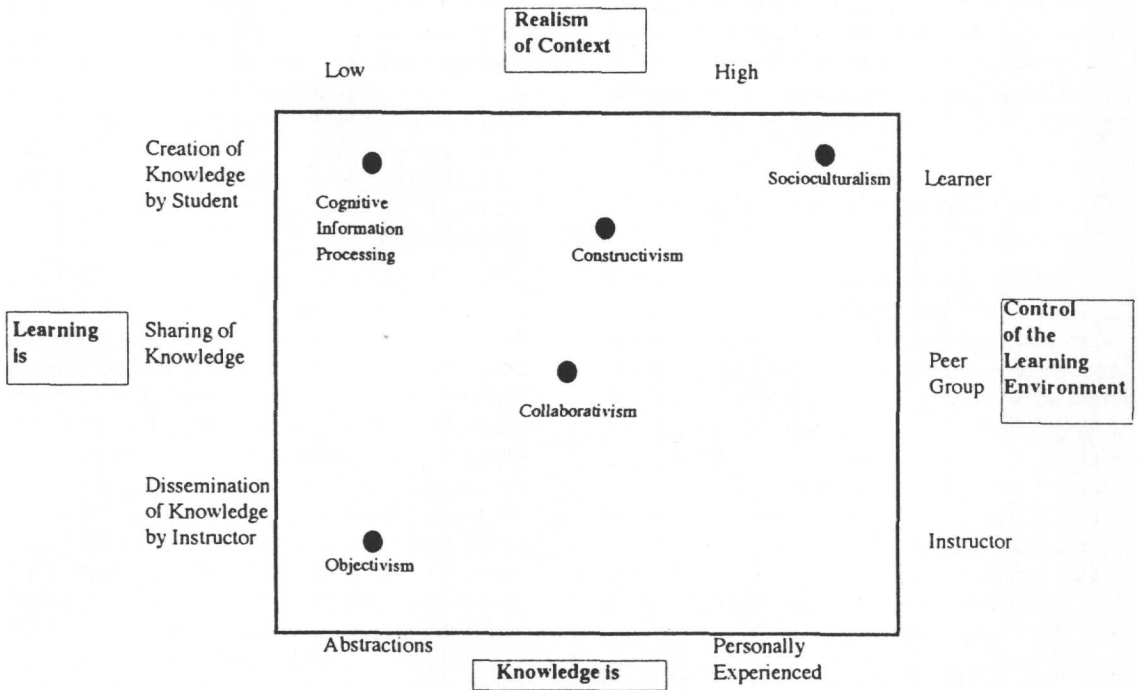 Realism
of Context
Low
High
Creation of
Knowledge
by Student
Cognitive
Information
Processing
Socioculturalism
Learner
Constructivism
Learning
is
Sharing of
Knowledge
Collaborativism
Peer
Group
Control
of the
Learning
Environment
Dissemination
of Knowledge
by Instructor
Objectivism
Instructor
Abstractions
Knowledge is
Personally
Experienced